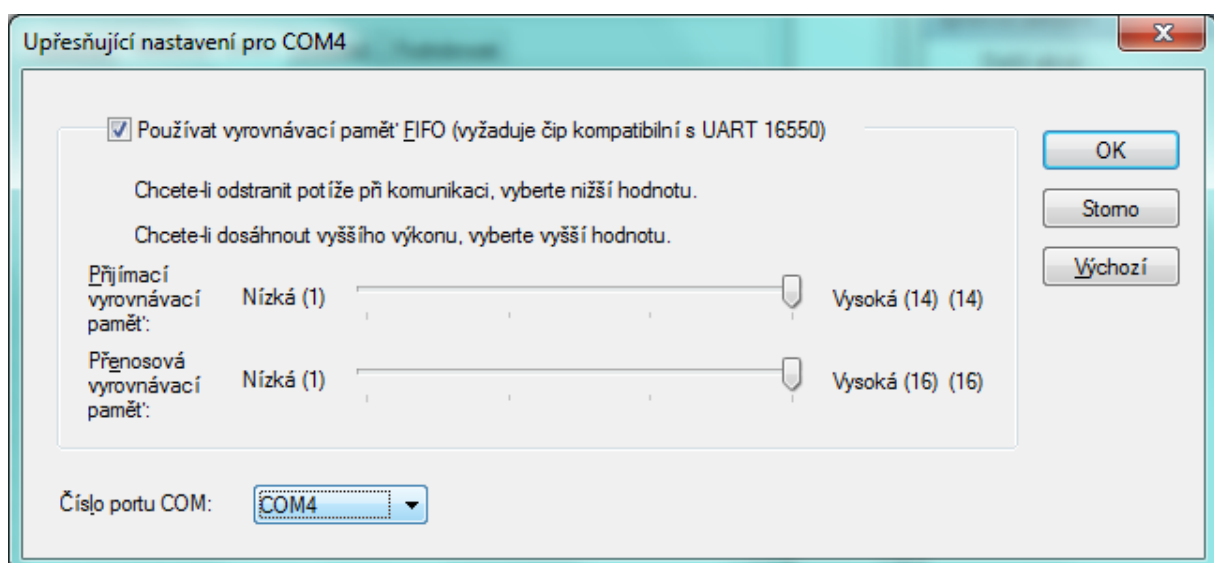 Upřesňující nastavení pro COM4
Používat vyrovnávací paměť FIFO (vyžaduje čip kompatibilní s UART 16550)
Chcete-li odstranit potíže při komunikaci, vyberte nižší hodnotu.
Chcete-li dosáhnout vyššího výkonu, vyberte vyšší hodnotu.
Přijímací
vyrovnávací
paměť:
Nízká (1)
Vysoká (14) (14)
Přenosová
vyrovnávací
paměť:
Nízká (1)
Vysoká (16) (16)
Číslo portu COM:
COM4
OK
Storno
Výchozí